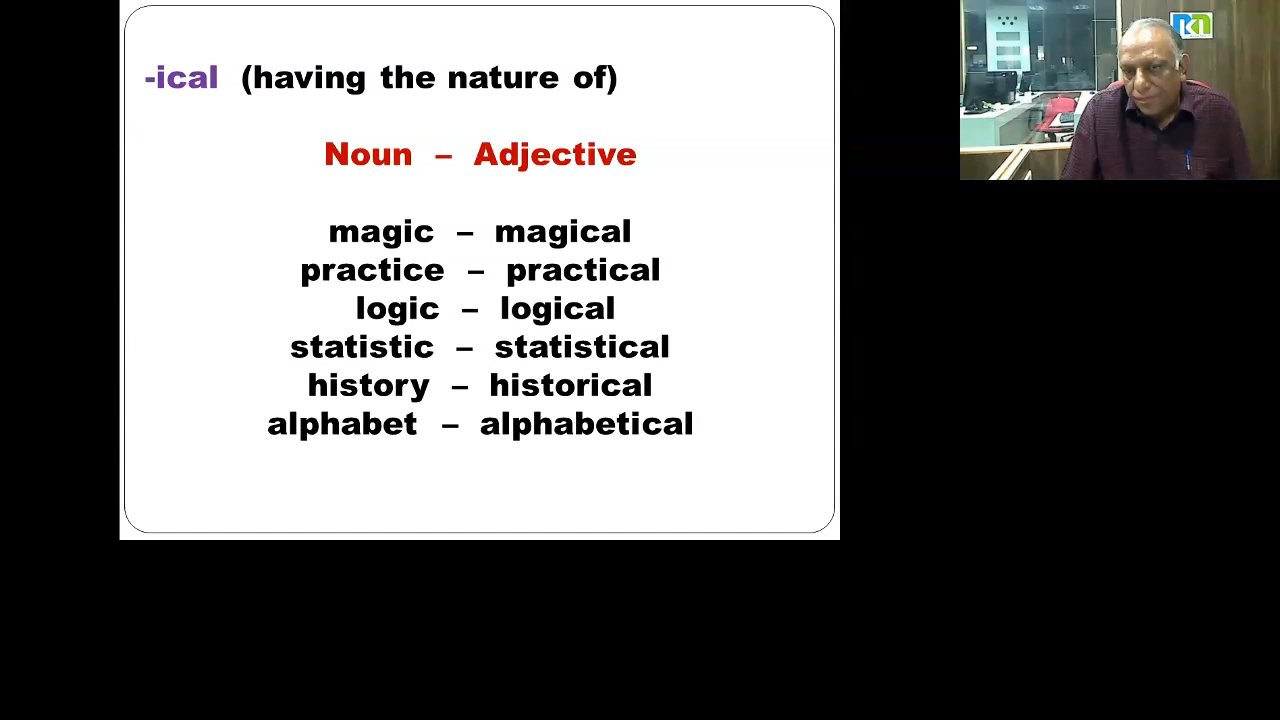 -ical (having the nature of)
Noun – Adjective
magic – magical
practice – practical
logic – logical
statistic – statistical
history – historical
alphabet – alphabetical